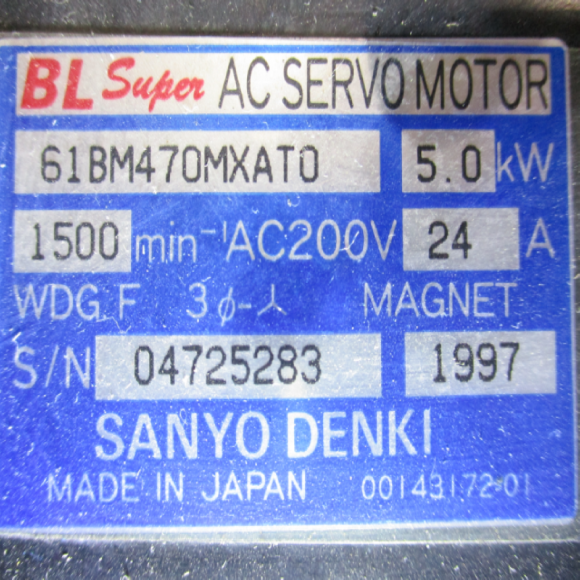 BL Super AC SERVO MOTOR
61BM470MXAT0 5.0 kW
1500 min⁻¹ AC200V 24 A
WDG F 3ϕ-⅄ MAGNET
S/N 04725283 1997
SANYO DENKI
MADE IN JAPAN 00143172-01